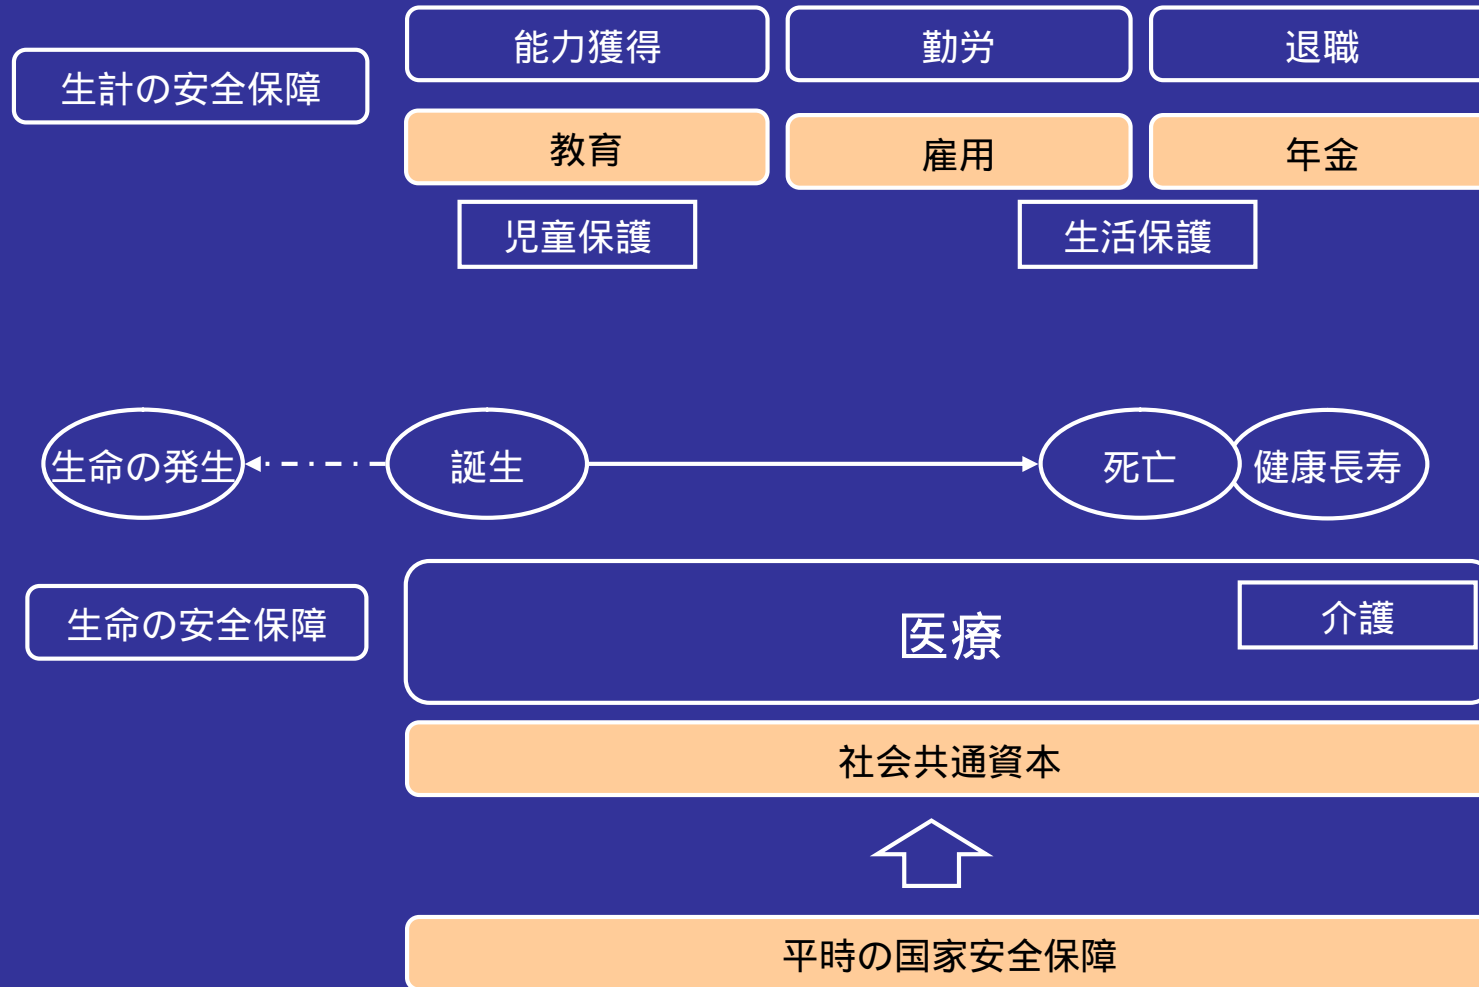 能力獲得
勤労
退職
生計の安全保障
教育
雇用
年金
児童保護
生活保護
生命の発生
誕生
死亡
健康長寿
生命の安全保障
医療
介護
社会共通資本
平時の国家安全保障